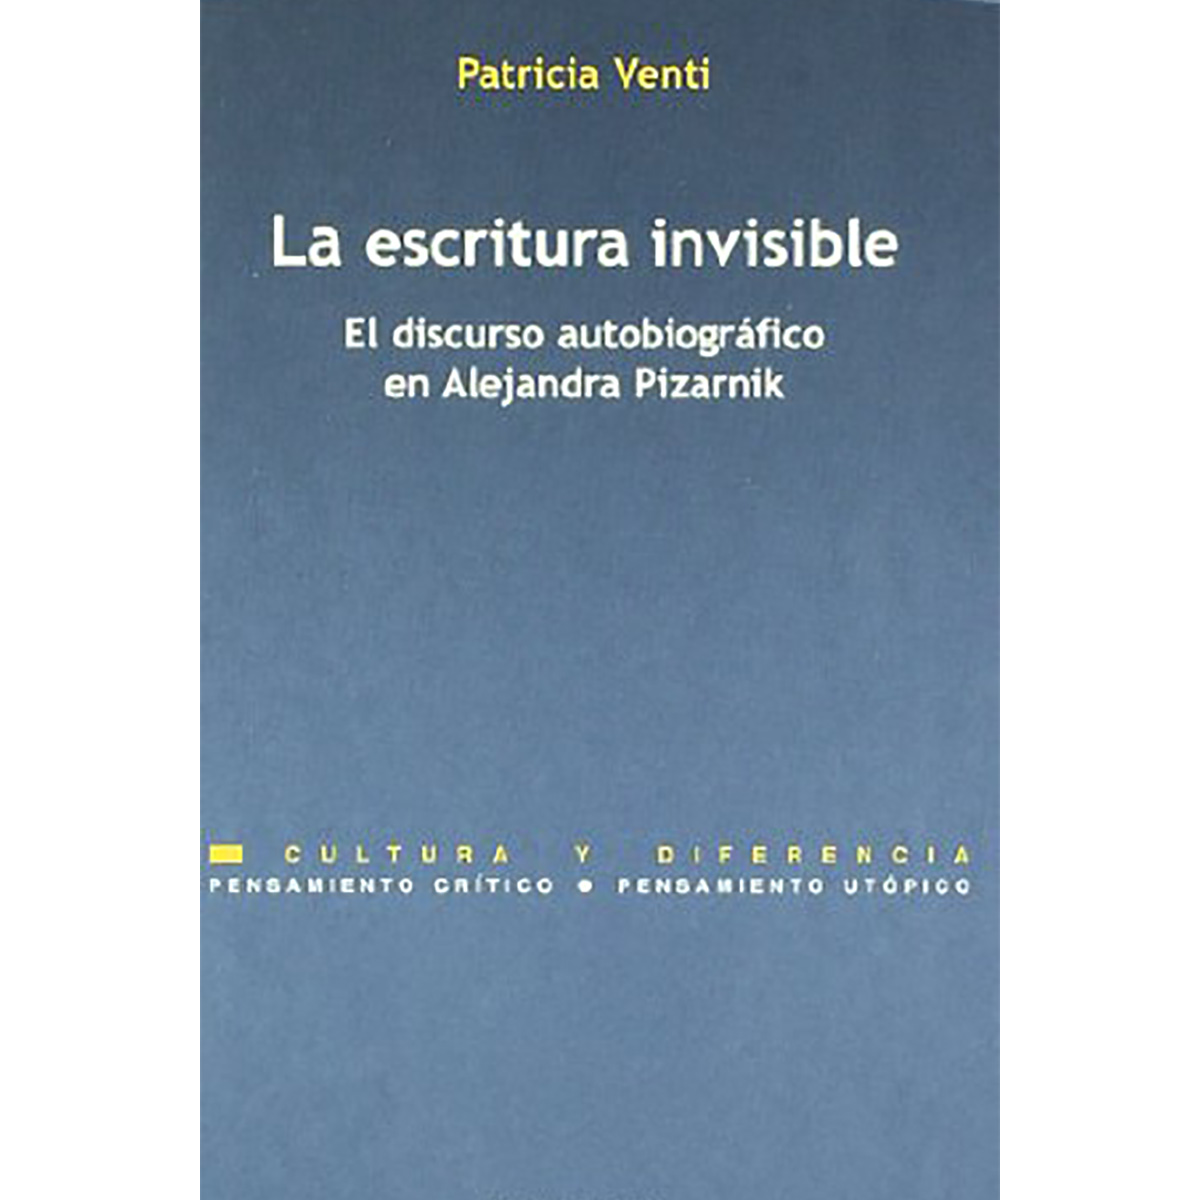 Patricia Venti
La escritura invisible
El discurso autobiográfico
en Alejandra Pizarnik
CULTURA Y DIFERENCIA
PENSAMIENTO CRÍTICO • PENSAMIENTO UTÓPICO